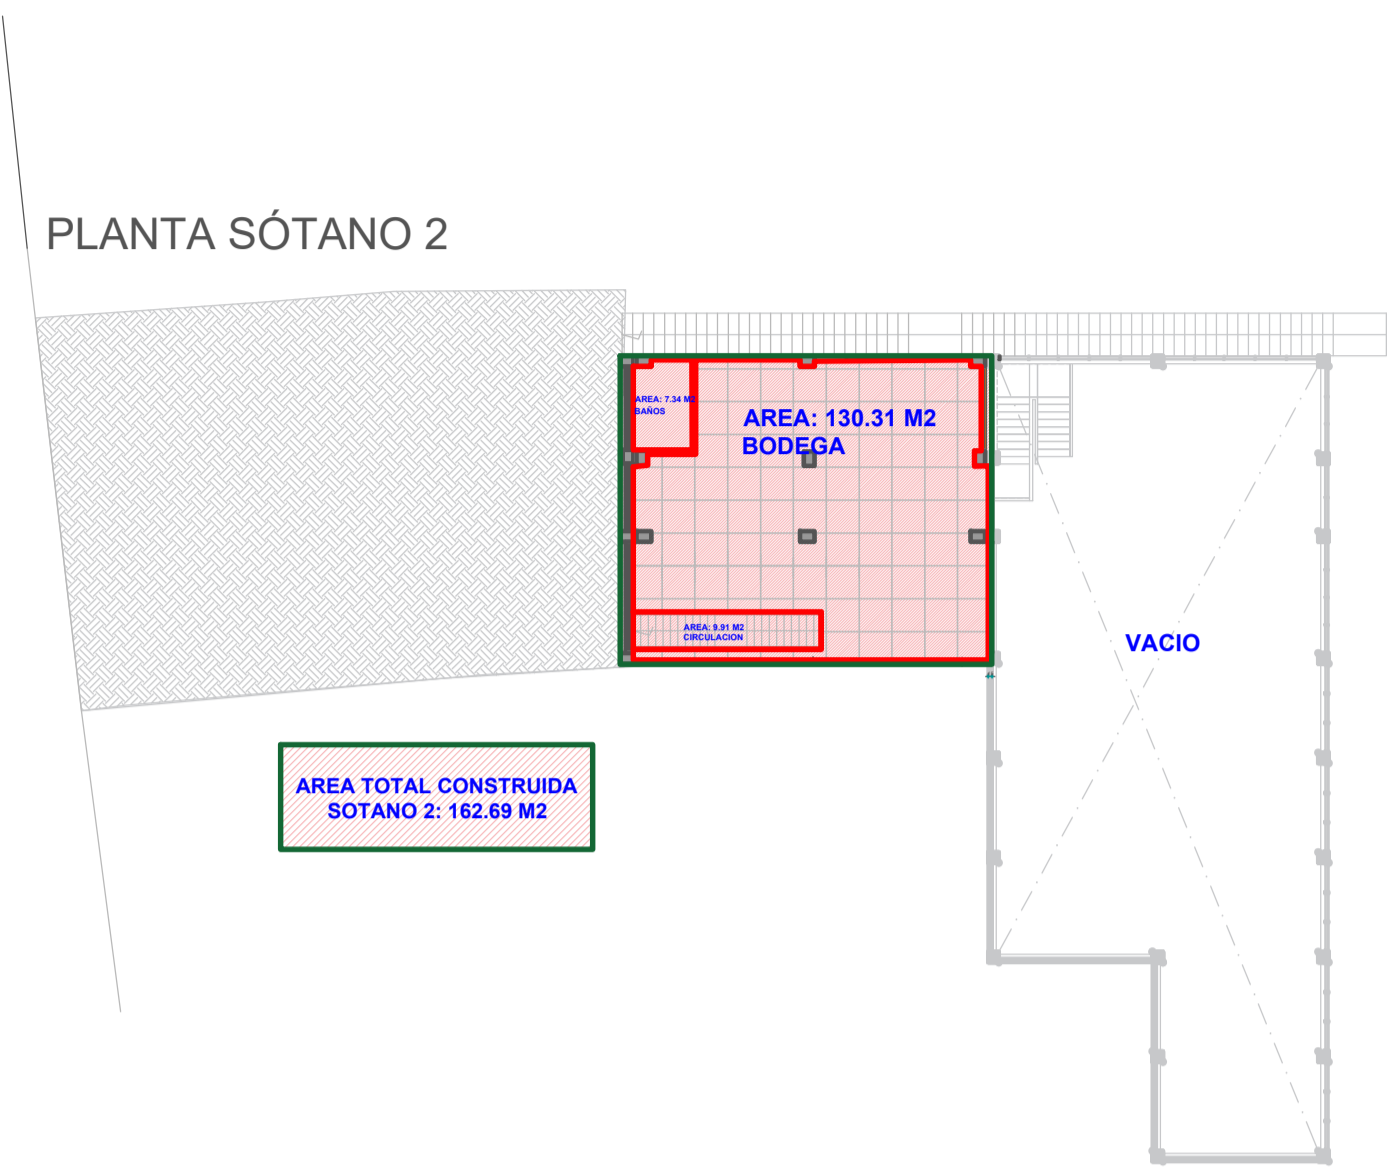 PLANTA SÓTANO 2
AREA: 7.34 M2
BAÑOS
AREA: 130.31 M2
BODEGA
AREA: 9.91 M2
CIRCULACION
VACIO
AREA TOTAL CONSTRUIDA
SOTANO 2: 162.69 M2